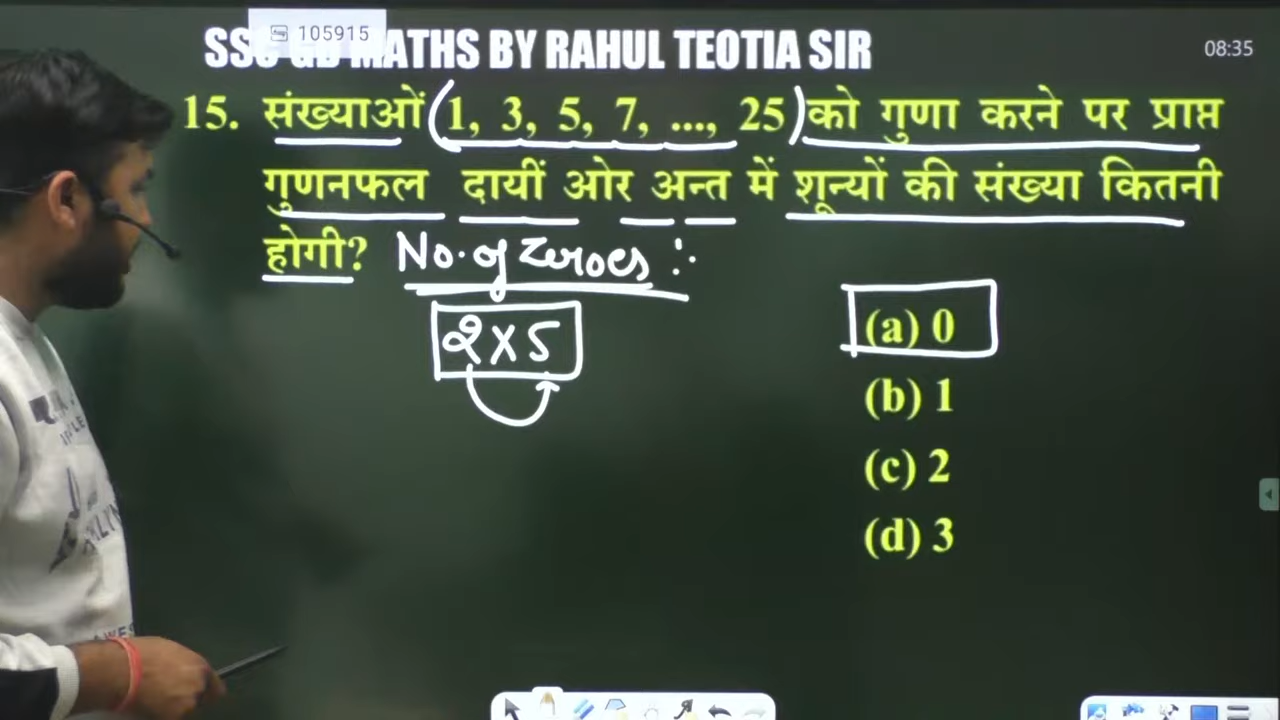 105915
SSC GD MATHS BY RAHUL TEOTIA SIR
08:35
15. संख्याओं (1, 3, 5, 7, ..., 25) को गुणा करने पर प्राप्त
गुणनफल दायीं ओर अन्त में शून्यों की संख्या कितनी
होगी? No. of zeroes :-
2 X 5
(a) 0
(b) 1
(c) 2
(d) 3